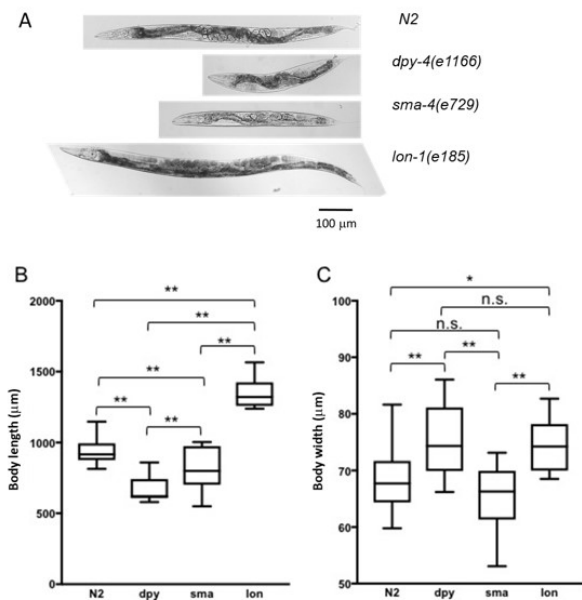 A
N2
dpy-4(e1166)
sma-4(e729)
lon-1(e185)
100 μm
B
Body length (μm)
2000
1500
1000
500
0
**
**
**
**
**
**
N2 dpy sma lon
C
Body width (μm)
100
90
80
70
60
50
*
n.s.
n.s.
**
**
**
N2 dpy sma lon